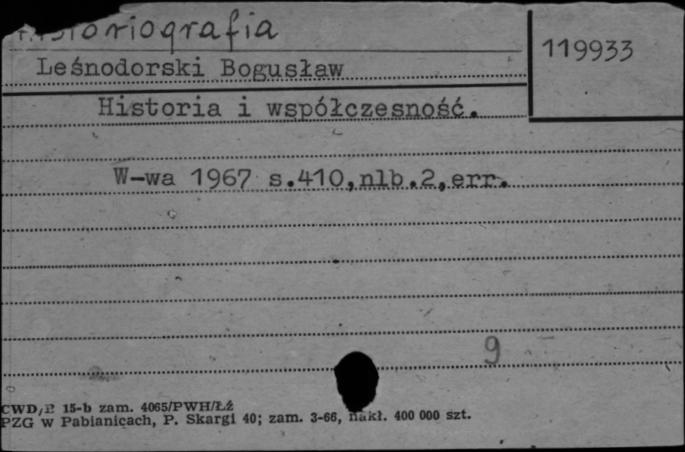 Historiografia
119933
Leśnodorski Bogusław
Historia i współczesność.
W-wa 1967 s.410,nlb.2,err.
9
CWD/P 15-b zam. 4065/PWH/Łź
PZG w Pabianicach, P. Skargi 40; zam. 3-66, nakł. 400 000 szt.